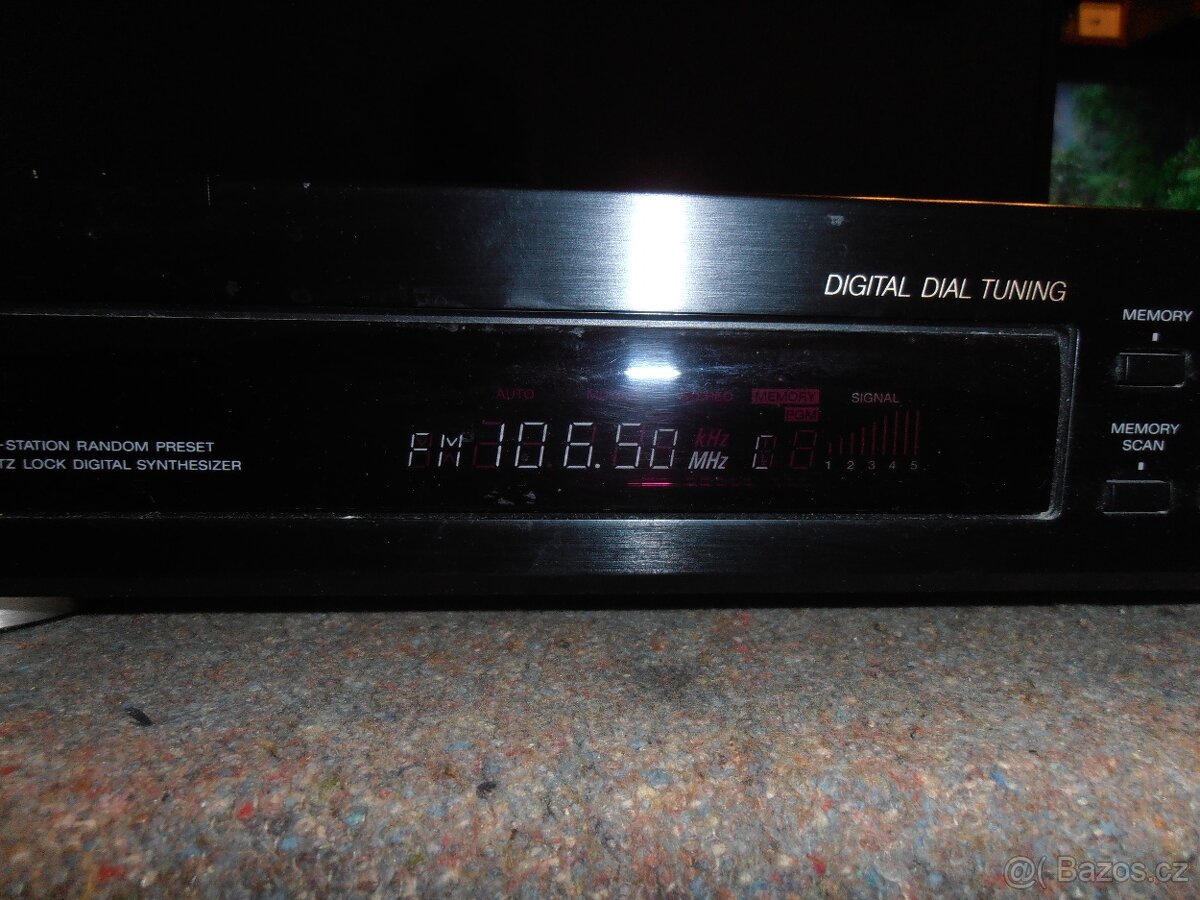 DIGITAL DIAL TUNING
MEMORY
AUTO MEMORY
PGM
SIGNAL
FM 106.50 kHz
MHz
1 2 3 4 5
-STATION RANDOM PRESET
TZ LOCK DIGITAL SYNTHESIZER
MEMORY
SCAN
@( Bazos.cz